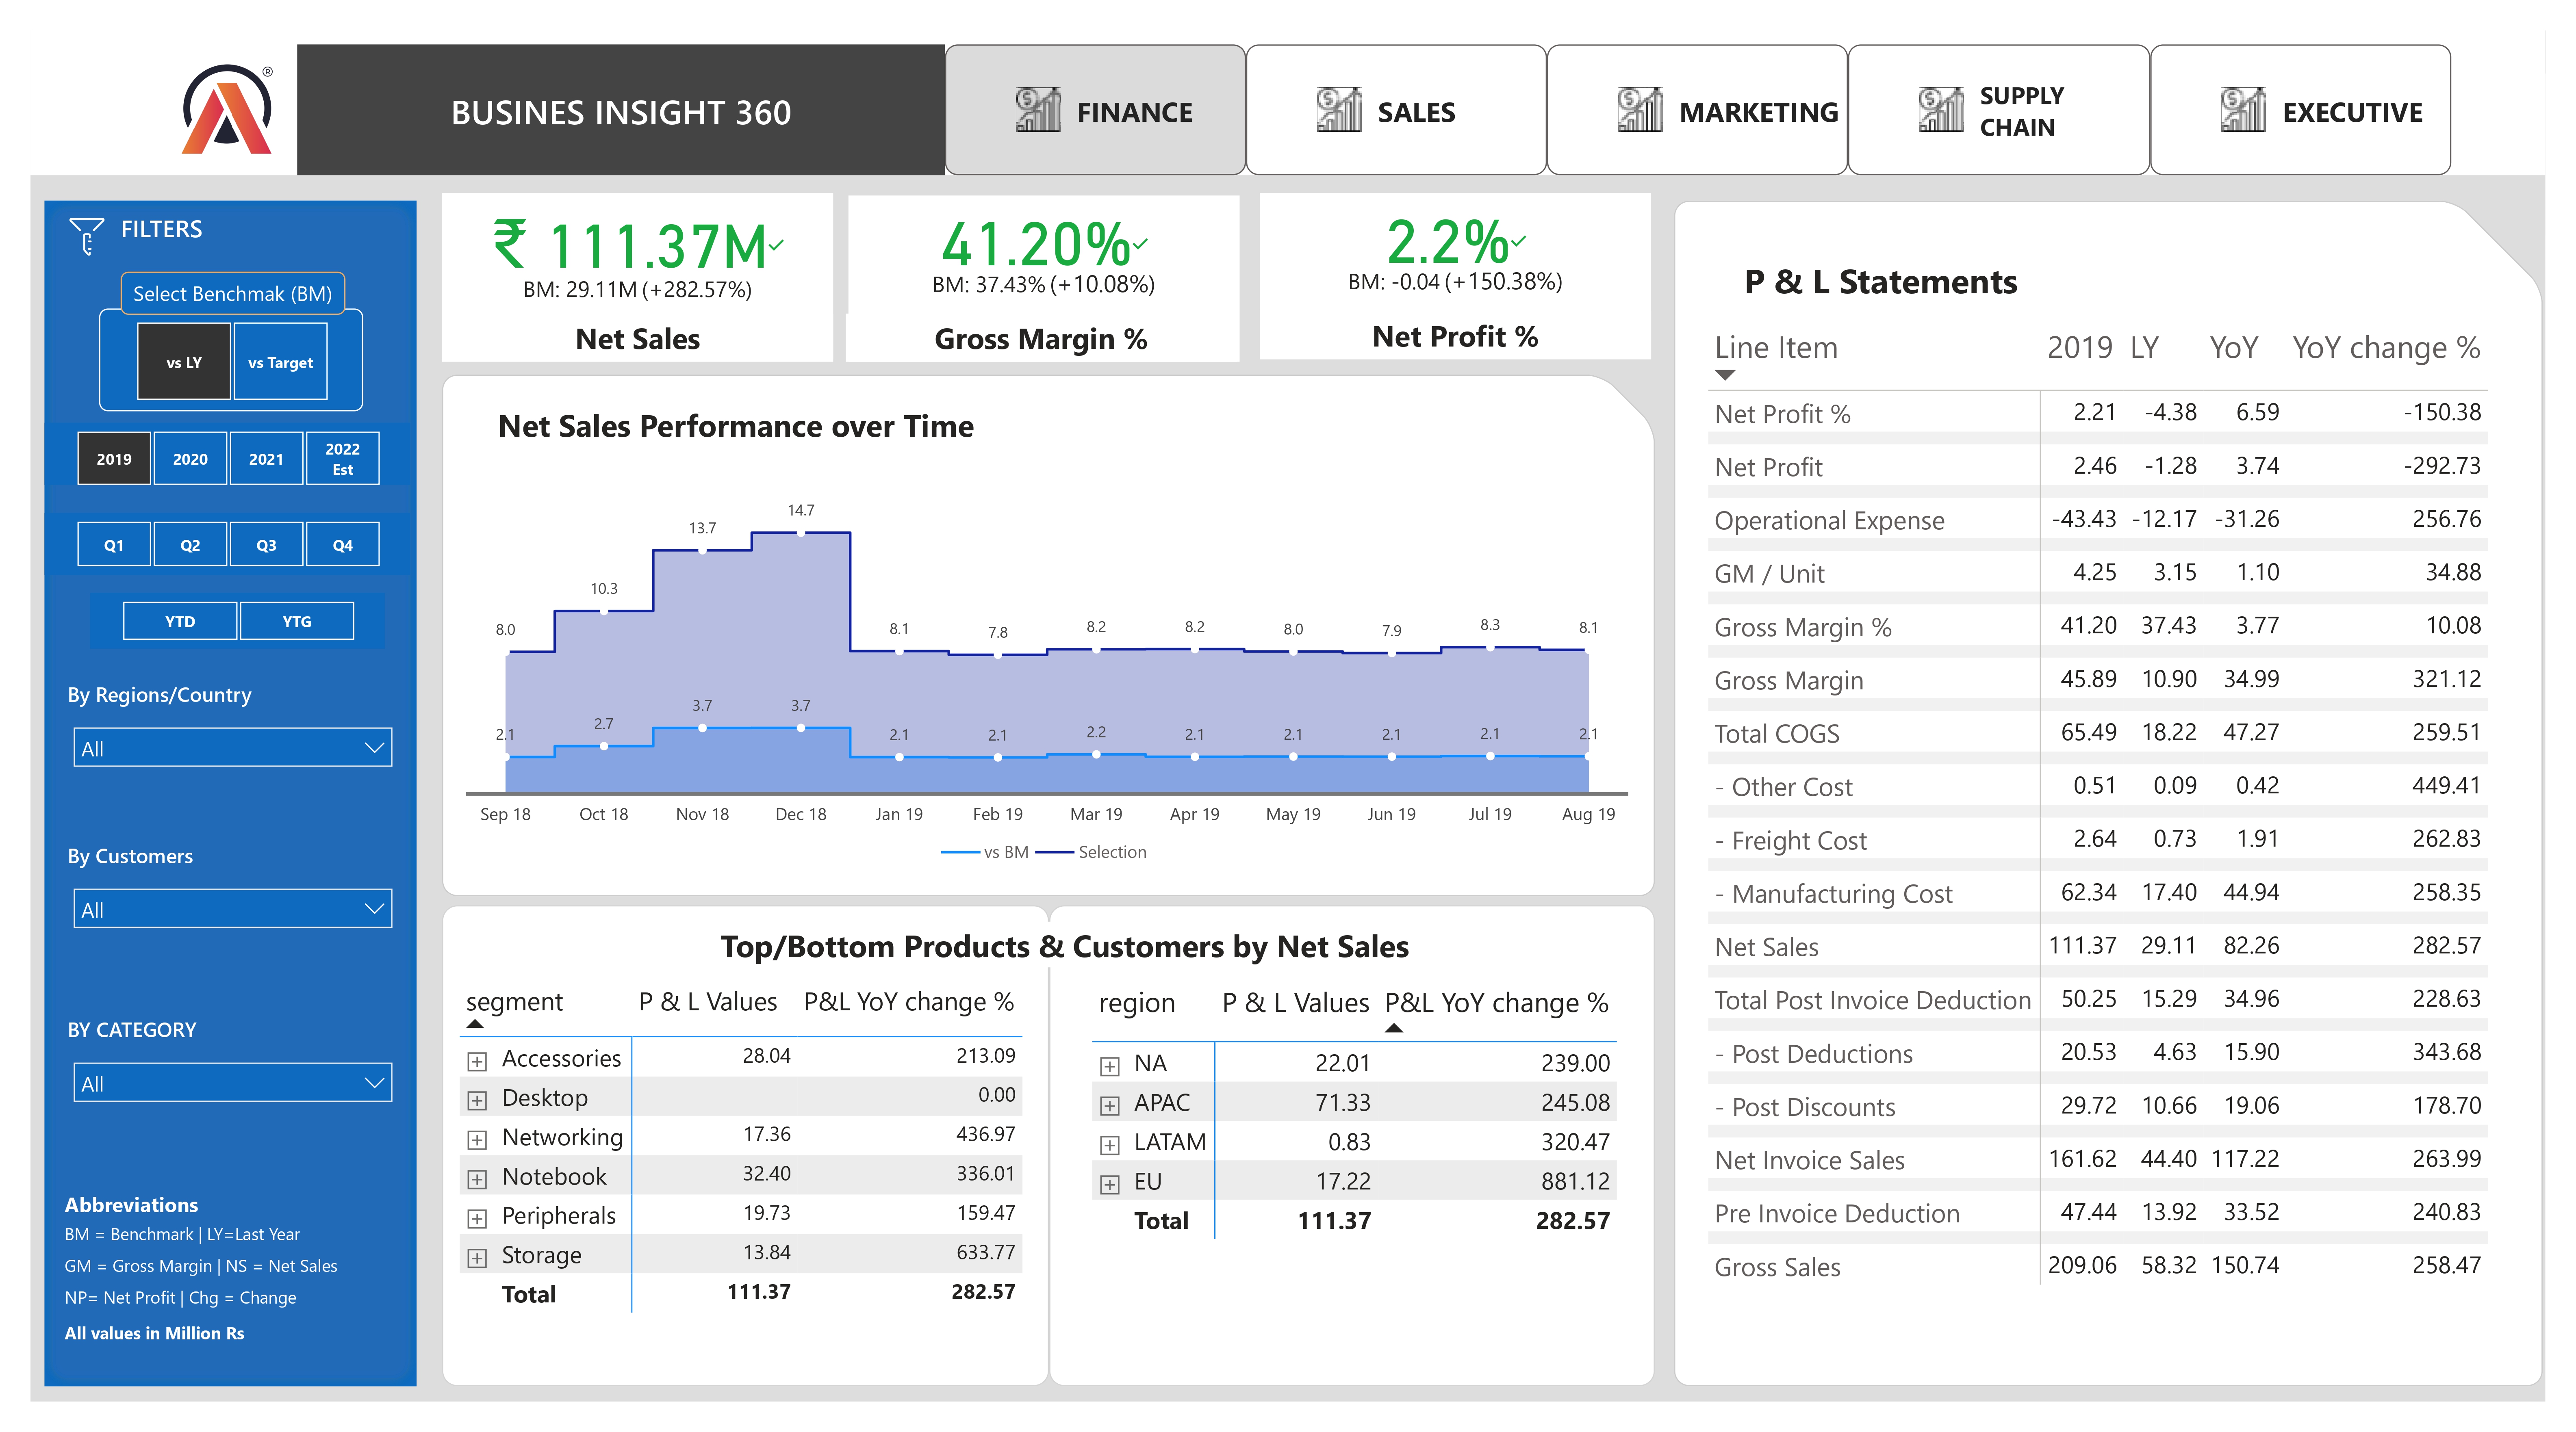 ®
BUSINES INSIGHT 360
FINANCE
SALES
MARKETING
SUPPLY
CHAIN
EXECUTIVE
FILTERS
Select Benchmak (BM)
vs LY vs Target
2019 2020 2021 2022 Est
Q1 Q2 Q3 Q4
YTD YTG
By Regions/Country
All
By Customers
All
BY CATEGORY
All
Abbreviations
BM = Benchmark | LY=Last Year
GM = Gross Margin | NS = Net Sales
NP= Net Profit | Chg = Change
All values in Million Rs
₹ 111.37M
BM: 29.11M (+282.57%)
Net Sales
41.20%
BM: 37.43% (+10.08%)
Gross Margin %
2.2%
BM: -0.04 (+150.38%)
Net Profit %
Net Sales Performance over Time
8.0 10.3 13.7 14.7 8.1 7.8 8.2 8.2 8.0 7.9 8.3 8.1
2.1 2.7 3.7 3.7 2.1 2.1 2.2 2.1 2.1 2.1 2.1 2.1
Sep 18 Oct 18 Nov 18 Dec 18 Jan 19 Feb 19 Mar 19 Apr 19 May 19 Jun 19 Jul 19 Aug 19
vs BM Selection
Top/Bottom Products & Customers by Net Sales
segment P & L Values P&L YoY change %
Accessories 28.04 213.09
Desktop 0.00
Networking 17.36 436.97
Notebook 32.40 336.01
Peripherals 19.73 159.47
Storage 13.84 633.77
Total 111.37 282.57
region P & L Values P&L YoY change %
NA 22.01 239.00
APAC 71.33 245.08
LATAM 0.83 320.47
EU 17.22 881.12
Total 111.37 282.57
P & L Statements
Line Item 2019 LY YoY YoY change %
Net Profit % 2.21 -4.38 6.59 -150.38
Net Profit 2.46 -1.28 3.74 -292.73
Operational Expense -43.43 -12.17 -31.26 256.76
GM / Unit 4.25 3.15 1.10 34.88
Gross Margin % 41.20 37.43 3.77 10.08
Gross Margin 45.89 10.90 34.99 321.12
Total COGS 65.49 18.22 47.27 259.51
- Other Cost 0.51 0.09 0.42 449.41
- Freight Cost 2.64 0.73 1.91 262.83
- Manufacturing Cost 62.34 17.40 44.94 258.35
Net Sales 111.37 29.11 82.26 282.57
Total Post Invoice Deduction 50.25 15.29 34.96 228.63
- Post Deductions 20.53 4.63 15.90 343.68
- Post Discounts 29.72 10.66 19.06 178.70
Net Invoice Sales 161.62 44.40 117.22 263.99
Pre Invoice Deduction 47.44 13.92 33.52 240.83
Gross Sales 209.06 58.32 150.74 258.47